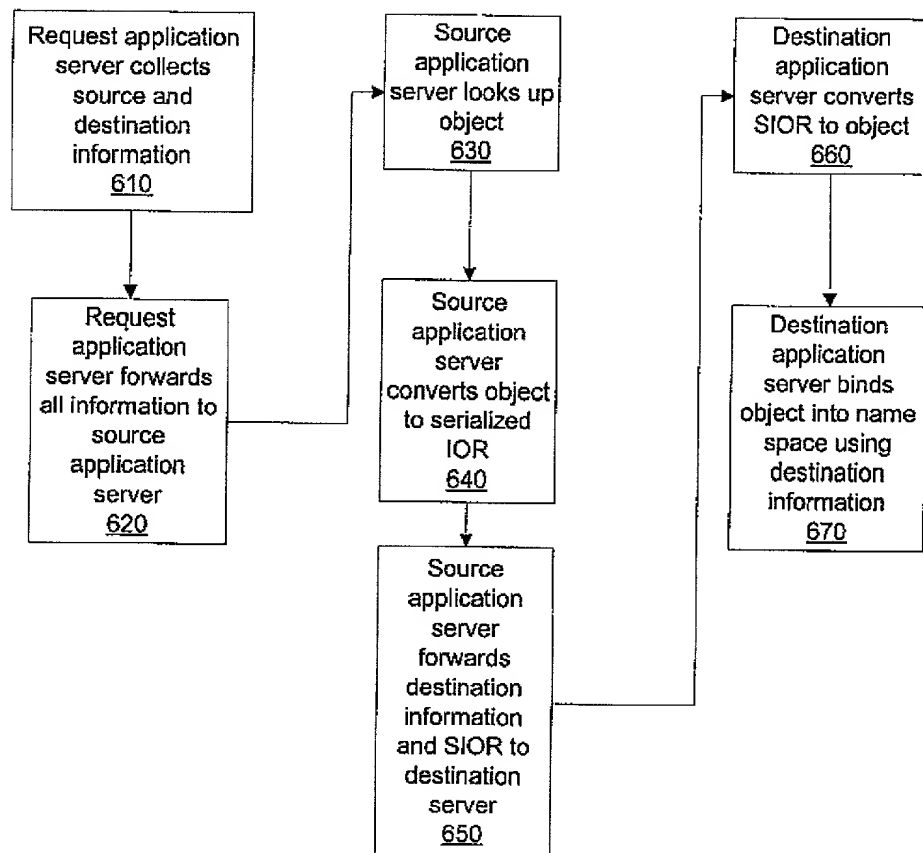 Request application
server collects
source and
destination
information
610
Request
application
server forwards
all information to
source
application
server
620
Source
application
server looks up
object
630
Source
application
server
converts object
to serialized
IOR
640
Source
application
server
forwards
destination
information
and SIOR to
destination
server
650
Destination
application
server converts
SIOR to object
660
Destination
application
server binds
object into name
space using
destination
information
670